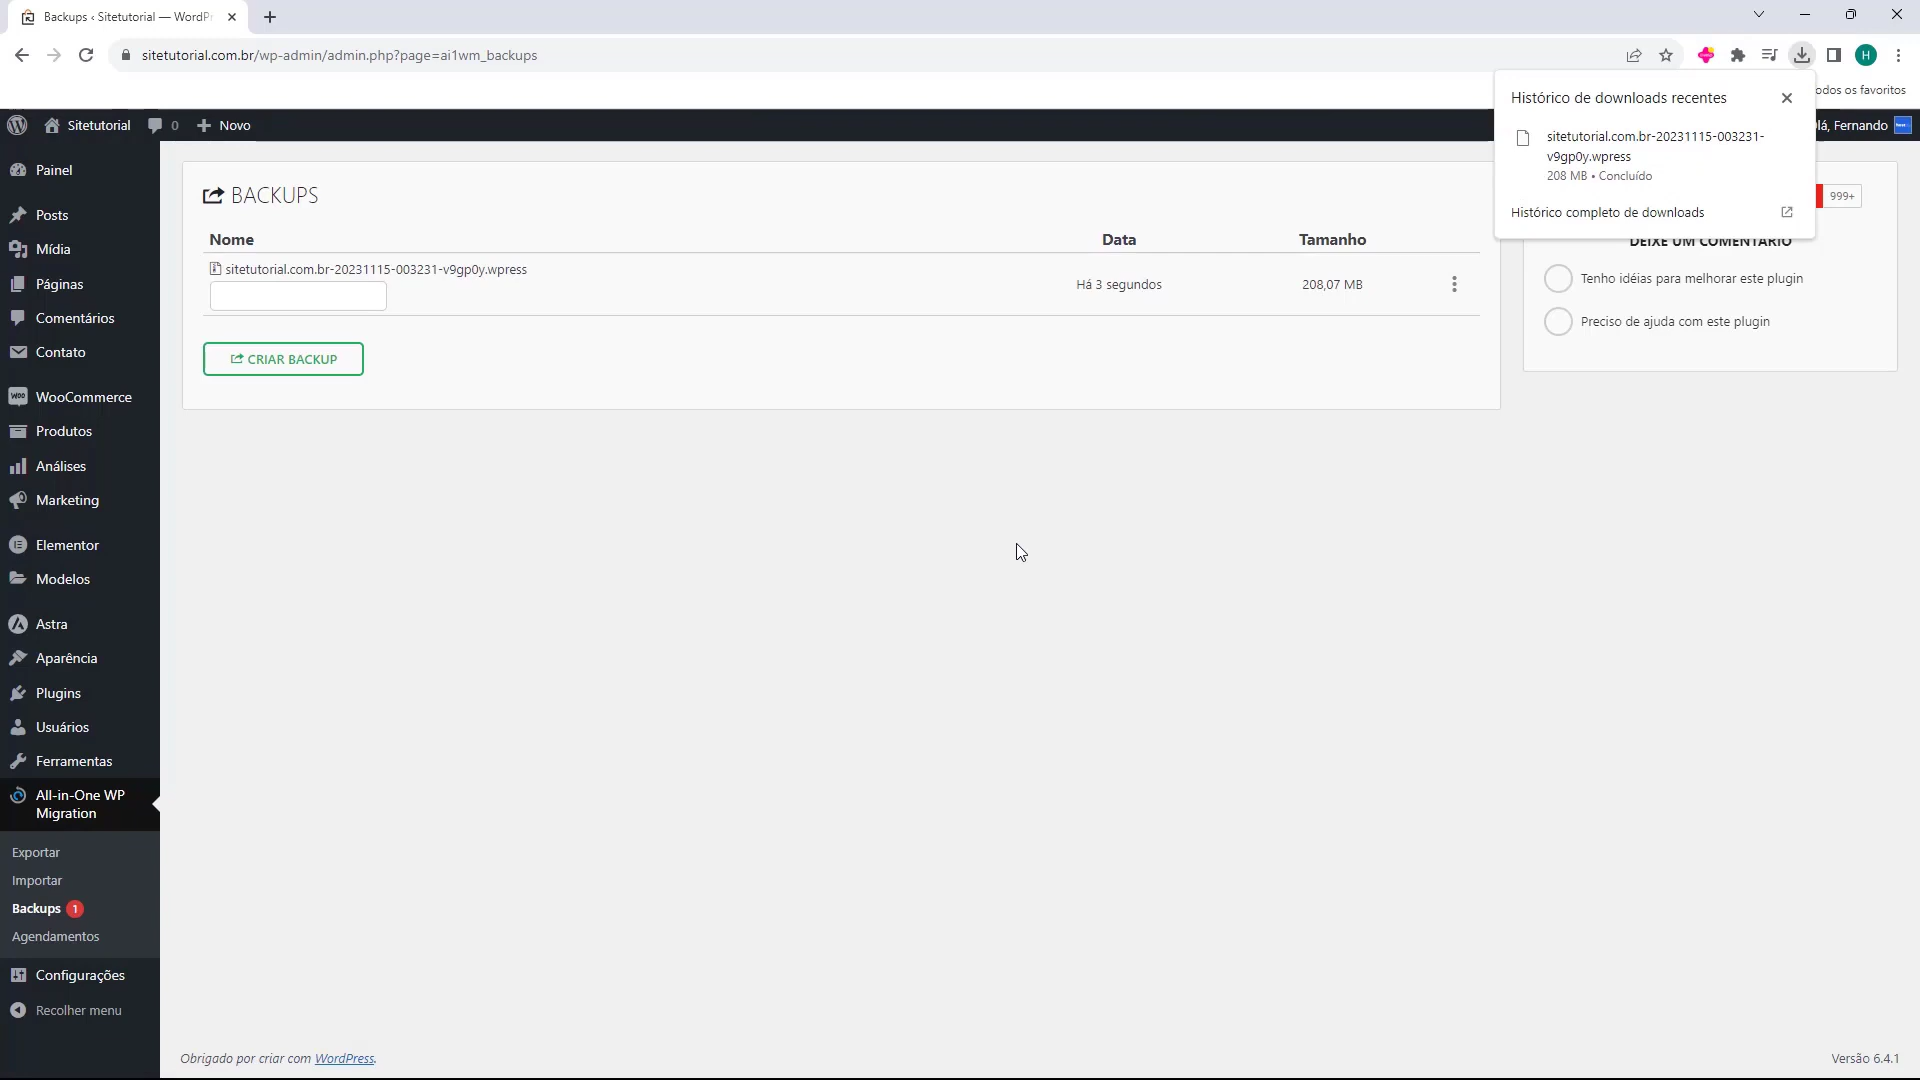 Backups ‹ Sitetutorial — WordPr
sitetutorial.com.br/wp-admin/admin.php?page=ai1wm_backups
H
odos os favoritos
Histórico de downloads recentes
sitetutorial.com.br-20231115-003231-
v9gp0y.wpress
208 MB • Concluído
Histórico completo de downloads
Sitetutorial
0
Novo
lá, Fernando
Painel
Posts
Mídia
Páginas
Comentários
Contato
WooCommerce
Produtos
Análises
Marketing
Elementor
Modelos
Astra
Aparência
Plugins
Usuários
Ferramentas
All-in-One WP
Migration
Exportar
Importar
Backups 1
Agendamentos
Configurações
Recolher menu
BACKUPS
Nome
Data
Tamanho
sitetutorial.com.br-20231115-003231-v9gp0y.wpress
Há 3 segundos
208,07 MB
CRIAR BACKUP
999+
DEIXE UM COMENTÁRIO
Tenho idéias para melhorar este plugin
Preciso de ajuda com este plugin
Obrigado por criar com WordPress.
Versão 6.4.1